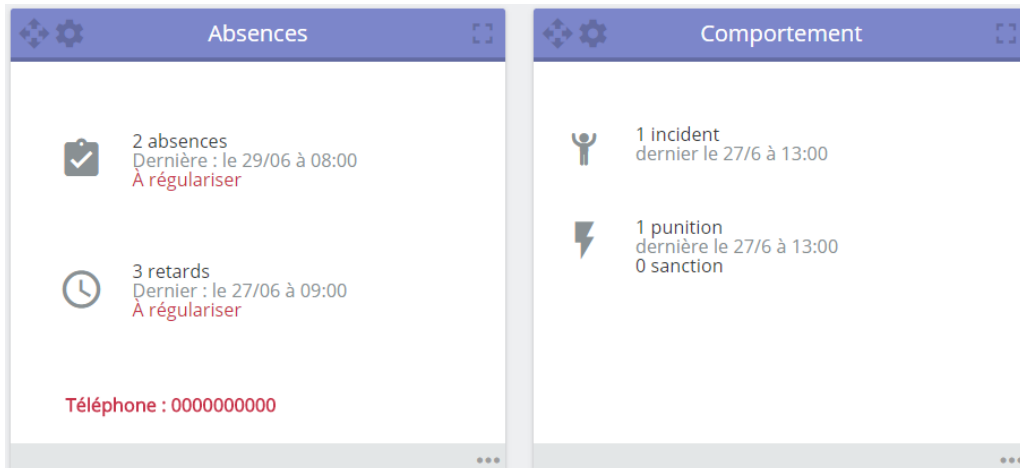 Absences
2 absences
Dernière : le 29/06 à 08:00
À régulariser
3 retards
Dernier : le 27/06 à 09:00
À régulariser
Téléphone : 0000000000
Comportement
1 incident
dernier le 27/6 à 13:00
1 punition
dernière le 27/6 à 13:00
0 sanction